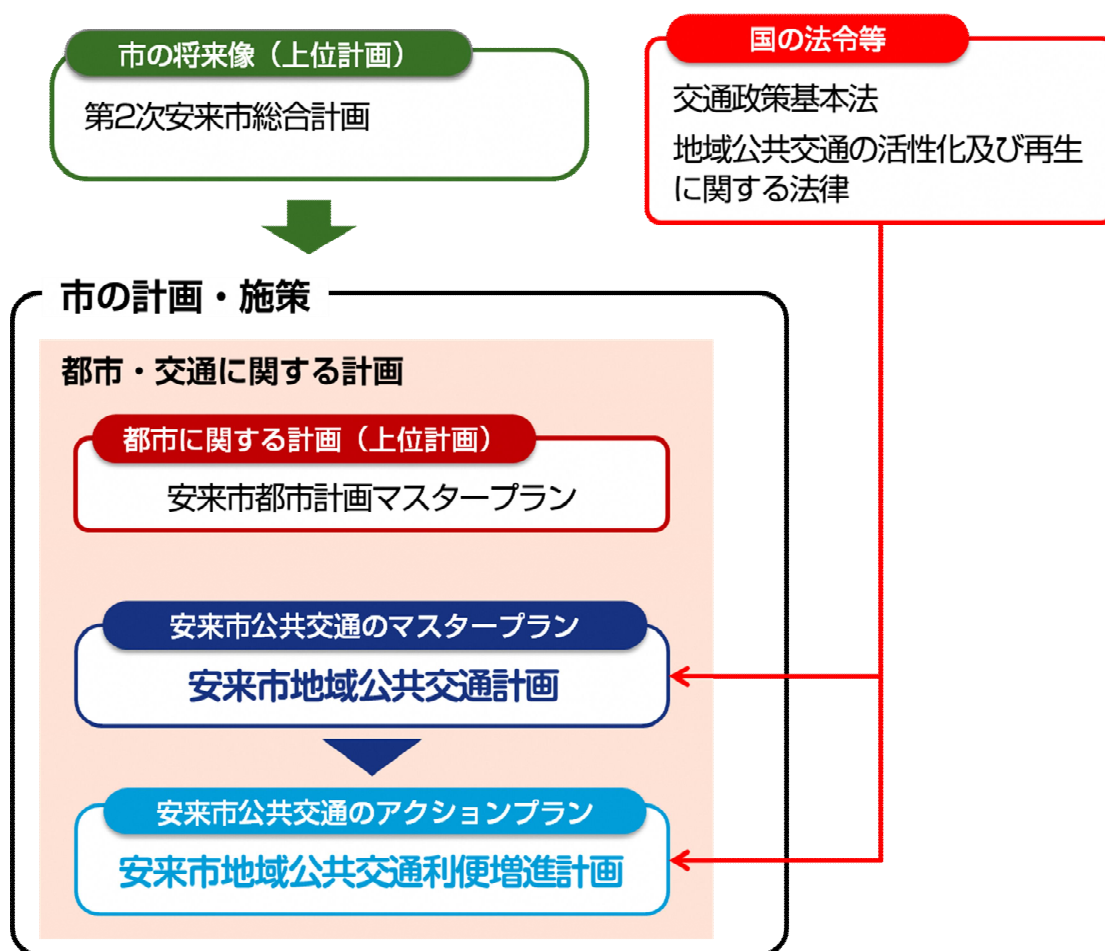 市の将来像（上位計画）
第2次安来市総合計画
国の法令等
交通政策基本法
地域公共交通の活性化及び再生
に関する法律
市の計画・施策
都市・交通に関する計画
都市に関する計画（上位計画）
安来市都市計画マスタープラン
安来市公共交通のマスタープラン
安来市地域公共交通計画
安来市公共交通のアクションプラン
安来市地域公共交通利便増進計画